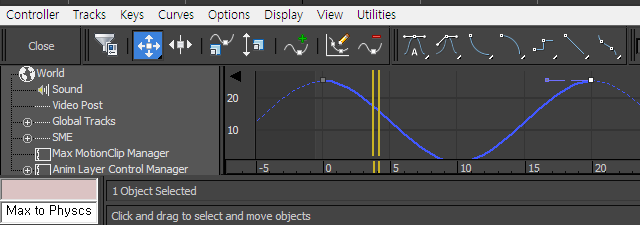 Controller Tracks Keys Curves Options Display View Utilities
Close
World
Sound
Video Post
Global Tracks
SME
Max MotionClip Manager
Anim Layer Control Manager
20
10
-5 0 5 10 15 20
1 Object Selected
Max to Physcs
Click and drag to select and move objects